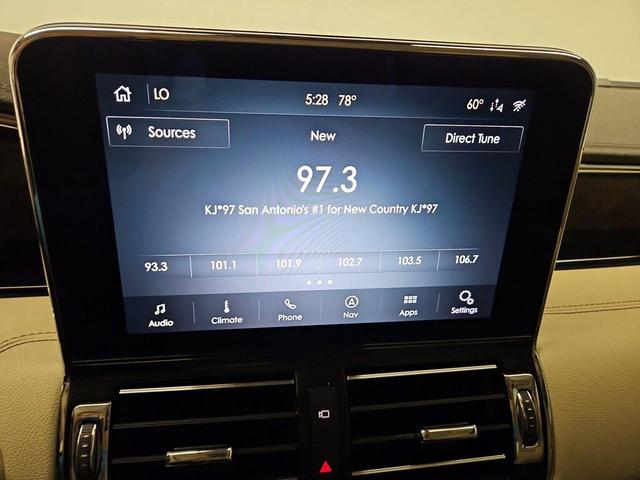 LO 5:28 78° 60°
Sources New Direct Tune
97.3
KJ*97 San Antonio's #1 for New Country KJ*97
93.3 101.1 101.9 102.7 103.5 106.7
Audio Climate Phone Nav Apps Settings